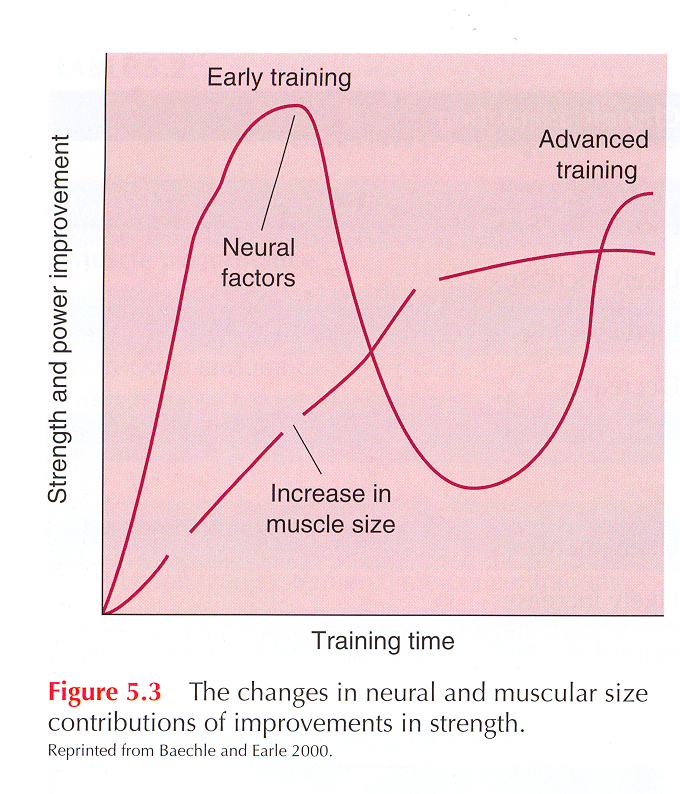 Early training
Advanced
training
Neural
factors
Increase in
muscle size
Strength and power improvement
Training time
Figure 5.3 The changes in neural and muscular size
contributions of improvements in strength.
Reprinted from Baechle and Earle 2000.